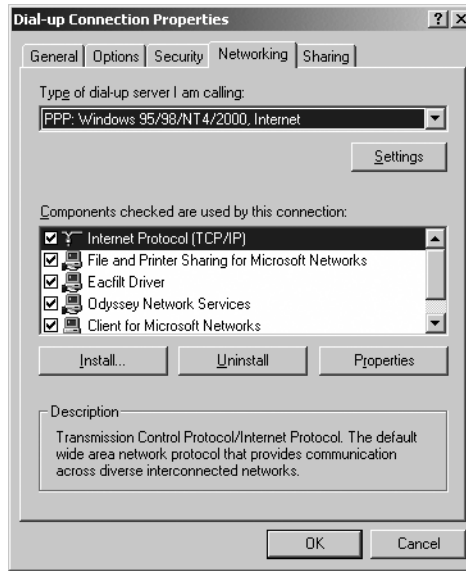 Dial-up Connection Properties
General Options Security Networking Sharing
Type of dial-up server I am calling:
PPP: Windows 95/98/NT4/2000, Internet
Settings
Components checked are used by this connection:
Internet Protocol (TCP/IP)
File and Printer Sharing for Microsoft Networks
Eacfilt Driver
Odyssey Network Services
Client for Microsoft Networks
Install... Uninstall Properties
Description
Transmission Control Protocol/Internet Protocol. The default
wide area network protocol that provides communication
across diverse interconnected networks.
OK Cancel